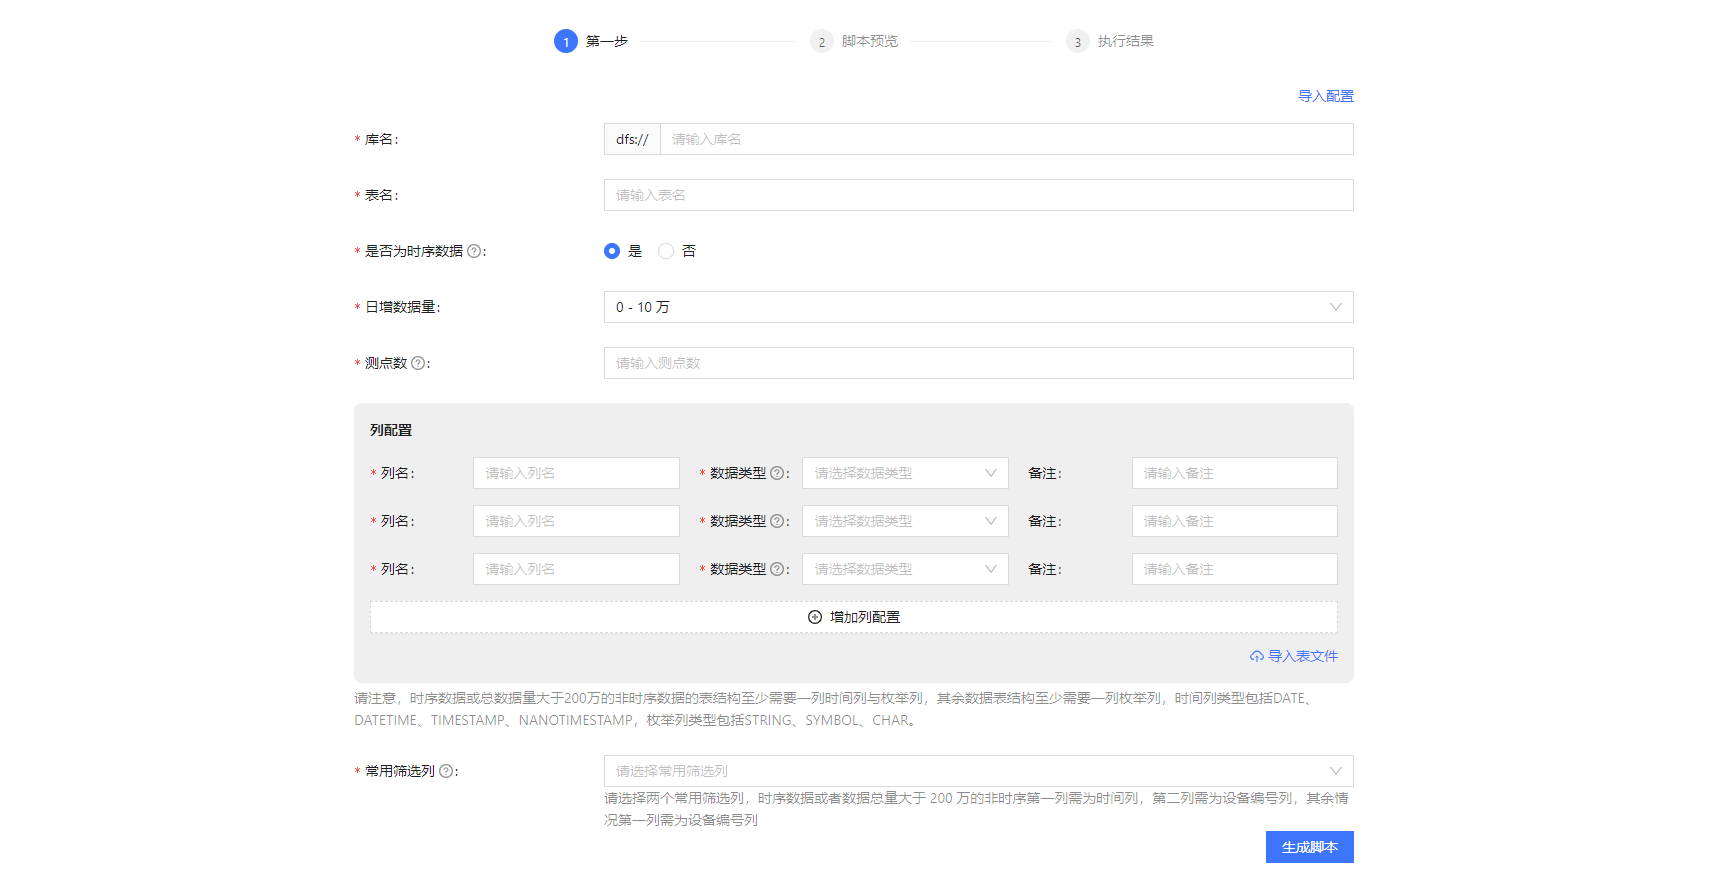 1 第一步 2 脚本预览 3 执行结果
导入配置
* 库名: dfs:// 请输入库名
* 表名: 请输入表名
* 是否为时序数据 ? : 是 否
* 日增数据量: 0 - 10 万
* 测点数 ? : 请输入测点数
列配置
* 列名: 请输入列名 * 数据类型 ? : 请选择数据类型 备注: 请输入备注
* 列名: 请输入列名 * 数据类型 ? : 请选择数据类型 备注: 请输入备注
* 列名: 请输入列名 * 数据类型 ? : 请选择数据类型 备注: 请输入备注
增加列配置
导入表文件
请注意，时序数据或总数据量大于200万的非时序数据的表结构至少需要一列时间列与枚举列，其余数据表结构至少需要一列枚举列，时间列类型包括DATE、
DATETIME、TIMESTAMP、NANOTIMESTAMP，枚举列类型包括STRING、SYMBOL、CHAR。
* 常用筛选列 ? : 请选择常用筛选列
请选择两个常用筛选列，时序数据或者数据总量大于 200 万的非时序第一列需为时间列，第二列需为设备编号列，其余情
况第一列需为设备编号列
生成脚本